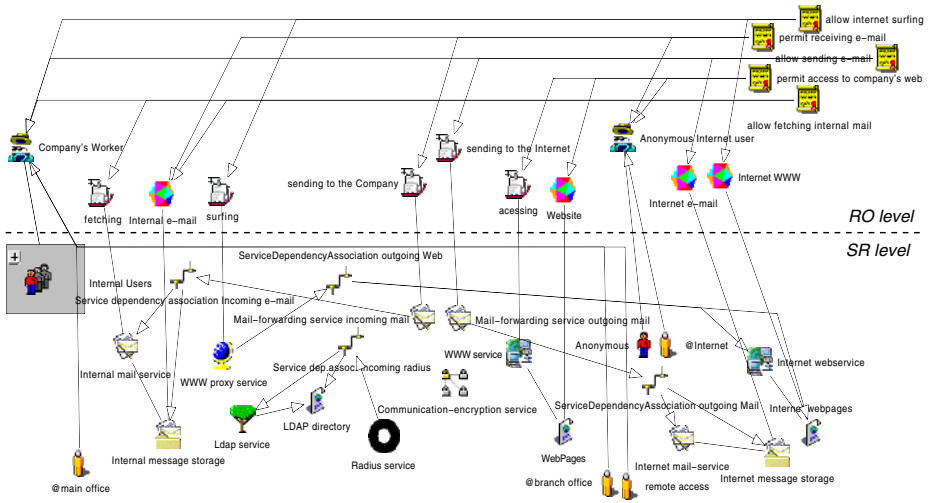 allow internet surfing
permit receiving e-mail
allow sending e-mail
permit access to company's web
allow fetching internal mail
Company's Worker
sending to the Internet
Anonymous Internet user
sending to the Company
Internet WWW
fetching
Internal e-mail
surfing
acessing
Website
Internet e-mail
RO level
SR level
ServiceDependencyAssociation outgoing Web
Internal Users
Service dependency association Incoming e-mail
Mail-forwarding service incoming mail
Mail-forwarding service outgoing mail
Anonymous
@Internet
WWW service
Internet webservice
Internal mail service
WWW proxy service
Service dep.assoc. incoming radius
Communication-encryption service
ServiceDependencyAssociation outgoing Mail
Internet webpages
LDAP directory
Ldap service
Internal message storage
Radius service
WebPages
Internet mail-service
Internet message storage
@main office
@branch office
remote access